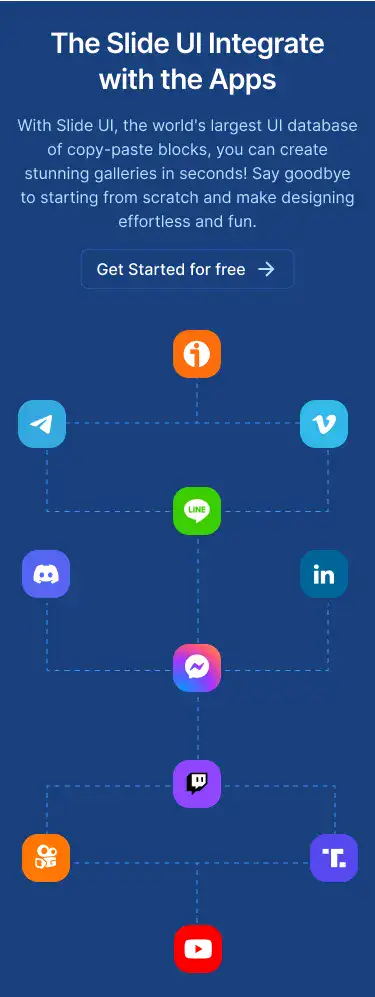 The Slide UI Integrate
with the Apps
With Slide UI, the world's largest UI database
of copy-paste blocks, you can create
stunning galleries in seconds! Say goodbye
to starting from scratch and make designing
effortless and fun.
Get Started for free
LINE
in